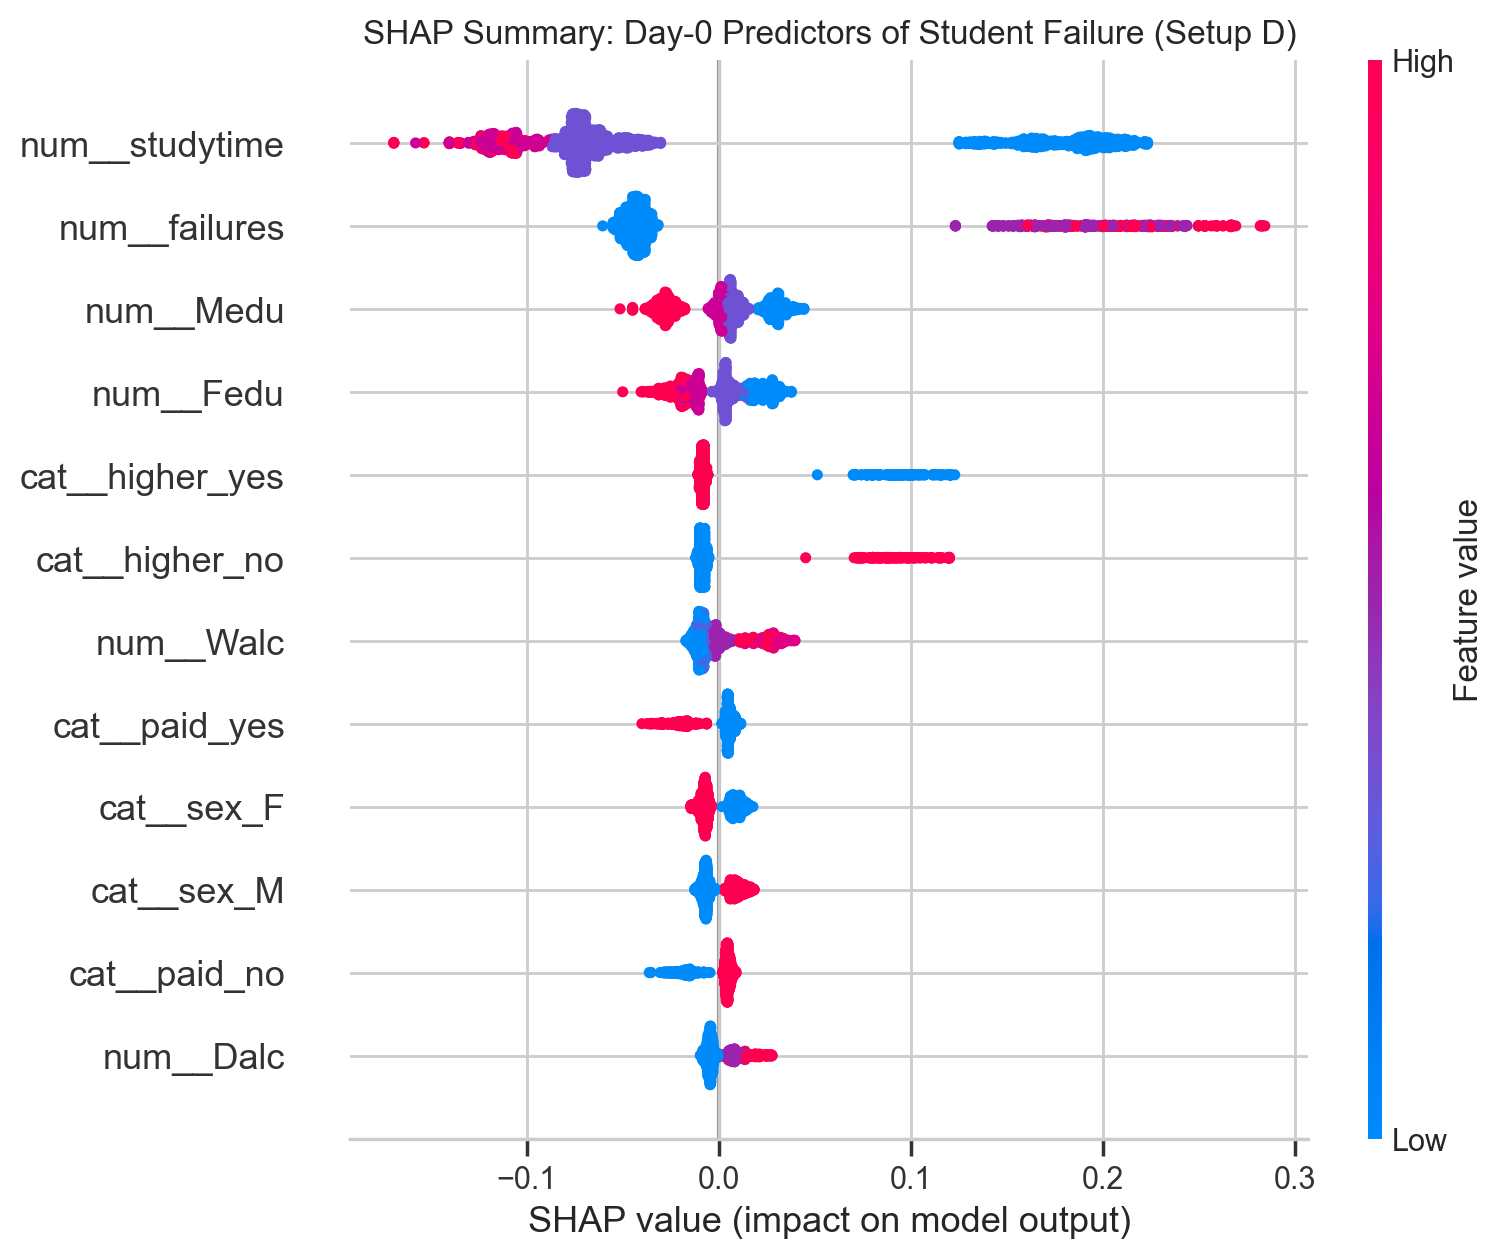 SHAP Summary: Day-0 Predictors of Student Failure (Setup D)
High
num__studytime
num__failures
num__Medu
num__Fedu
cat__higher_yes
cat__higher_no
num__Walc
cat__paid_yes
cat__sex_F
cat__sex_M
cat__paid_no
num__Dalc
Feature value
Low
−0.1 0.0 0.1 0.2 0.3
SHAP value (impact on model output)